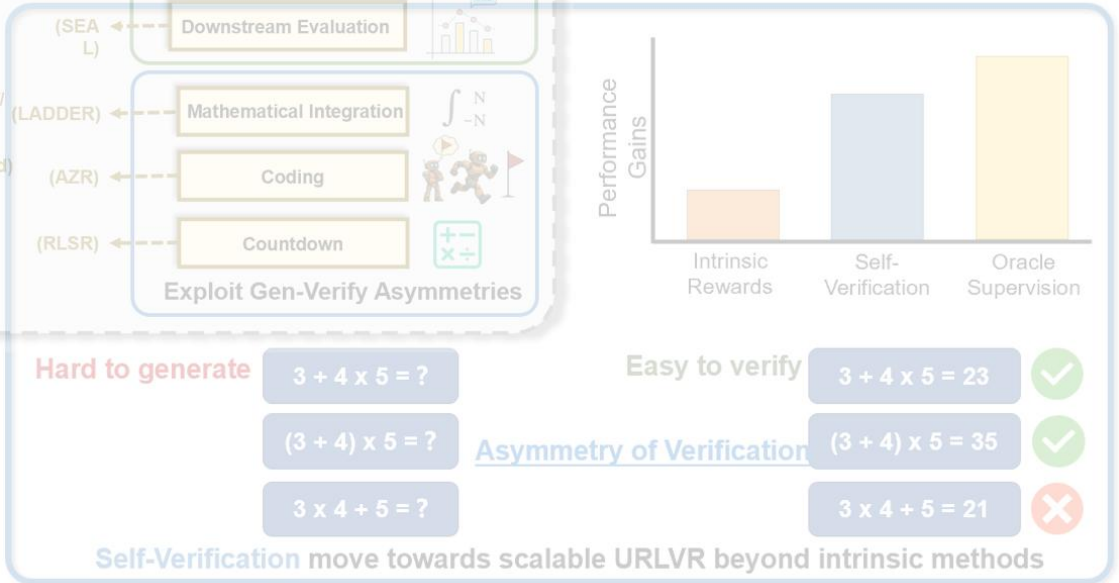 (SEA
L)
Downstream Evaluation
(LADDER)
Mathematical Integration
∫ N
-N
d)
(AZR)
Coding
(RLSR)
Countdown
+ −
× ÷
Exploit Gen-Verify Asymmetries
Performance
Gains
Intrinsic
Rewards
Self-
Verification
Oracle
Supervision
Hard to generate
3 + 4 x 5 = ?
Easy to verify
3 + 4 x 5 = 23
(3 + 4) x 5 = ?
Asymmetry of Verification
(3 + 4) x 5 = 35
3 x 4 + 5 = ?
3 x 4 + 5 = 21
Self-Verification move towards scalable URLVR beyond intrinsic methods